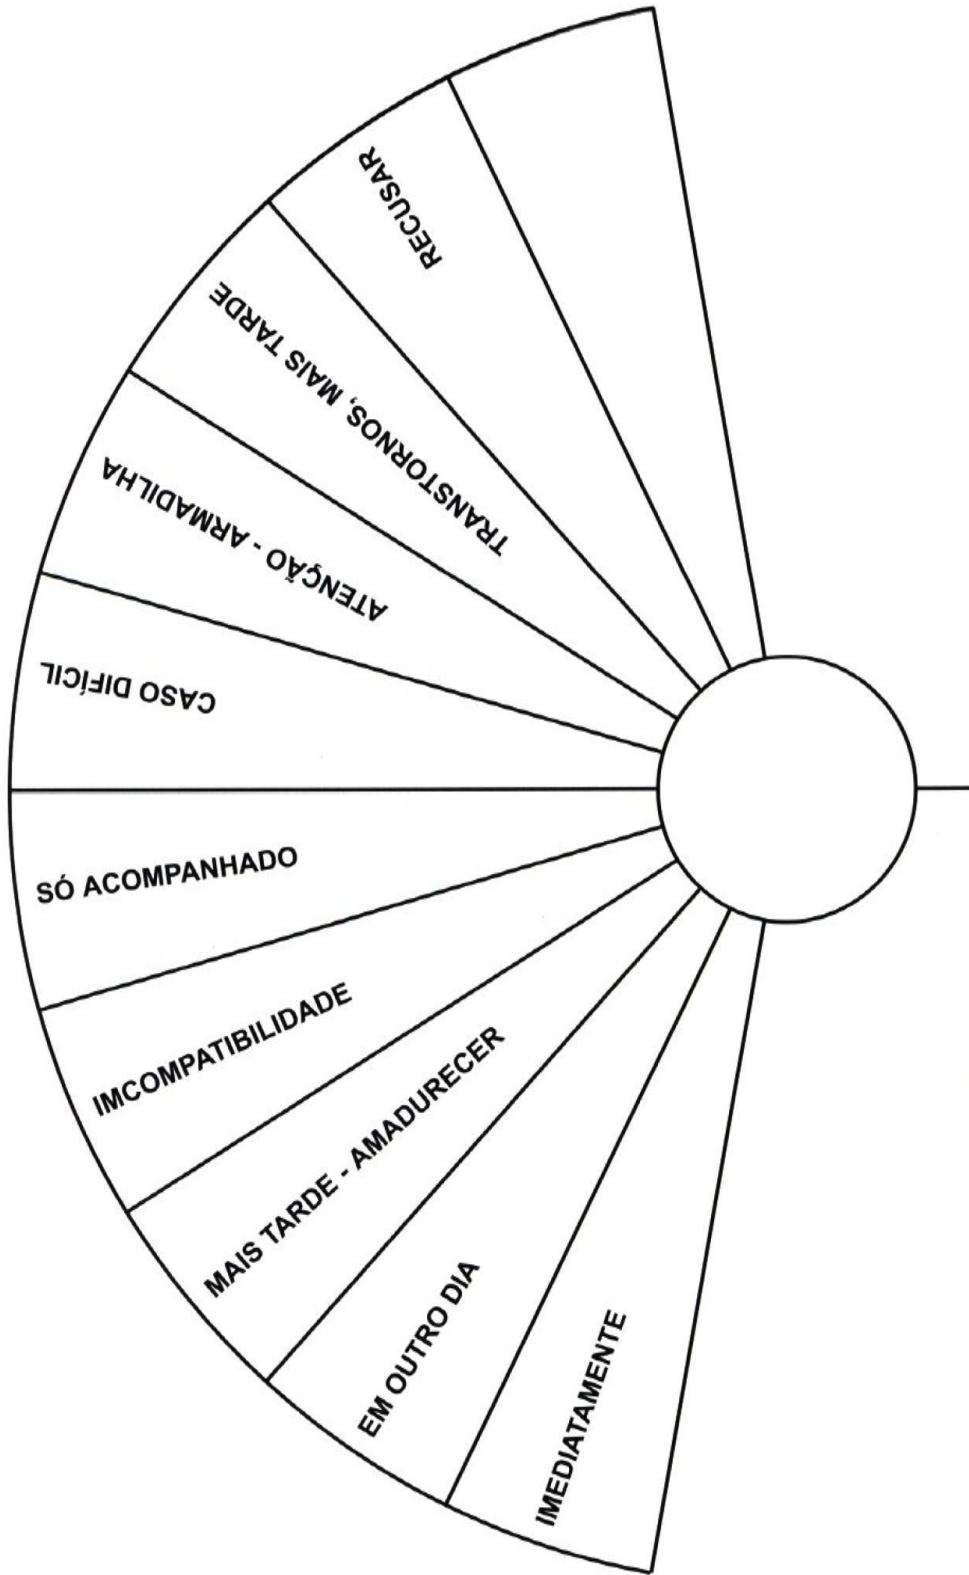 IMEDIATAMENTE
EM OUTRO DIA
MAIS TARDE - AMADURECER
IMCOMPATIBILIDADE
SÓ ACOMPANHADO
CASO DIFÍCIL
ATENÇÃO - ARMADILHA
TRANSTORNOS, MAIS TARDE
RECUSAR